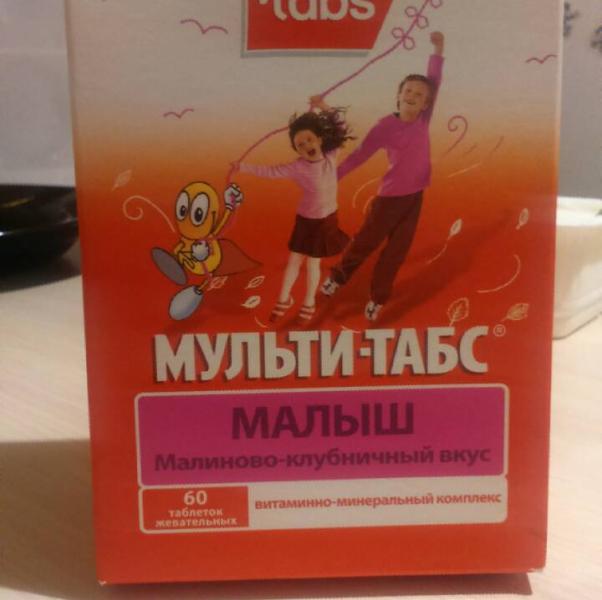 tabs
МУЛЬТИ-ТАБС®
МАЛЫШ
Малиново-клубничный вкус
60
таблеток
жевательных
витаминно-минеральный комплекс